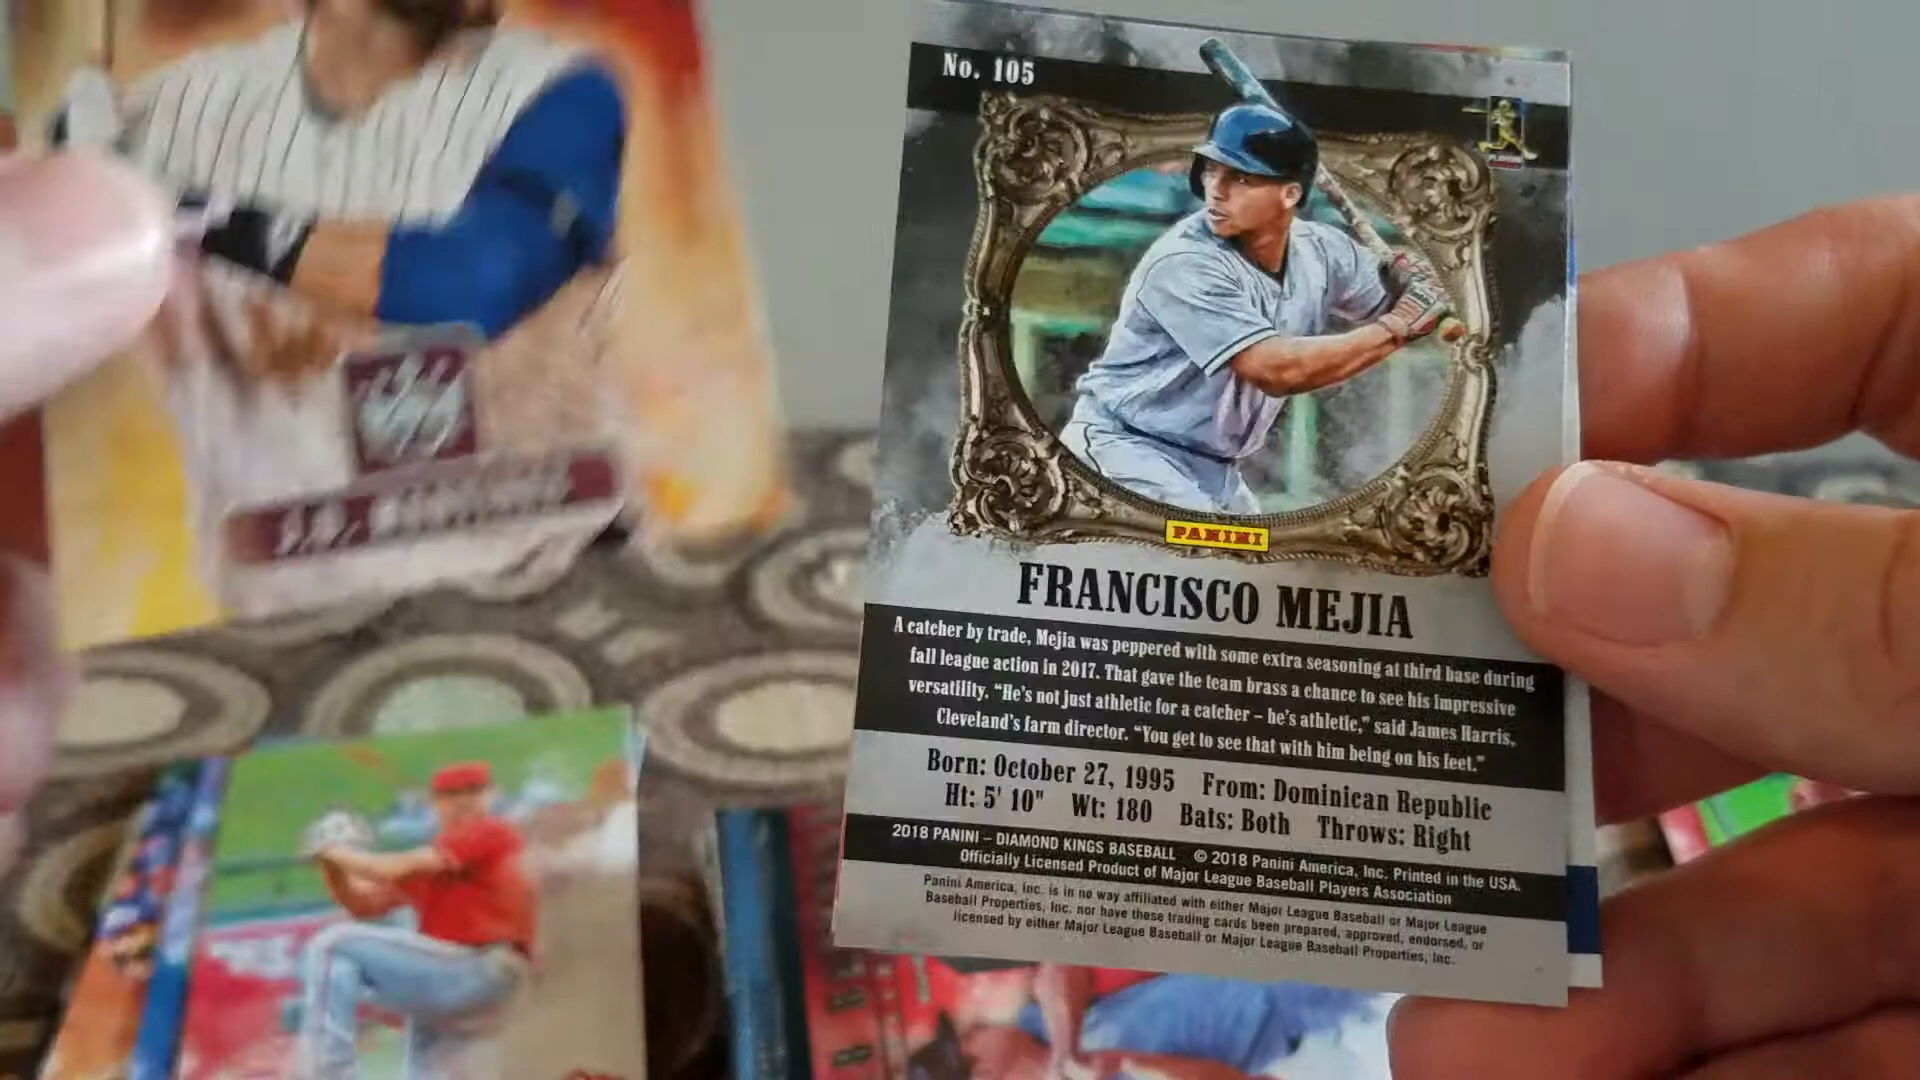 No. 105
PANINI
FRANCISCO MEJIA
A catcher by trade, Mejia was peppered with some extra seasoning at third base during
fall league action in 2017. That gave the team brass a chance to see his impressive
versatility. “He's not just athletic for a catcher – he's athletic,” said James Harris,
Cleveland's farm director. “You get to see that with him being on his feet.”
Born: October 27, 1995 From: Dominican Republic
Ht: 5' 10" Wt: 180 Bats: Both Throws: Right
2018 PANINI – DIAMOND KINGS BASEBALL © 2018 Panini America, Inc. Printed in the USA.
Officially Licensed Product of Major League Baseball Players Association
Panini America, Inc. is in no way affiliated with either Major League Baseball or Major League
Baseball Properties, Inc. nor have these trading cards been prepared, approved, endorsed, or
licensed by either Major League Baseball or Major League Baseball Properties, Inc.